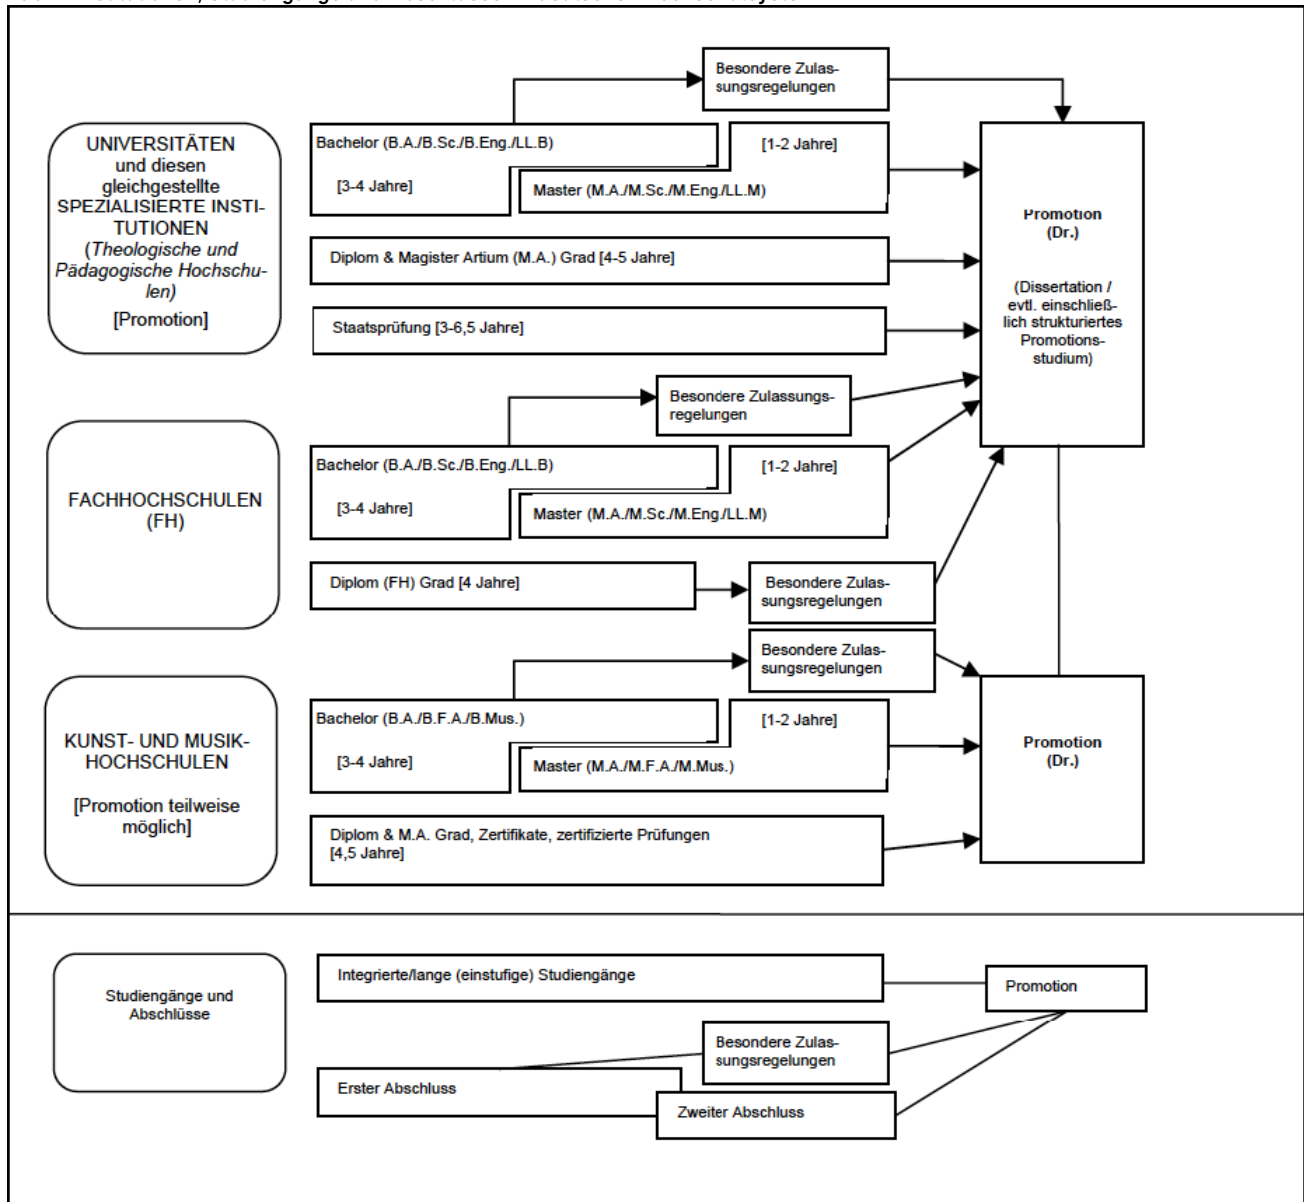 UNIVERSITÄTEN
und diesen
gleichgestellte
SPEZIALISIERTE INSTI-
TUTIONEN
(Theologische und
Pädagogische Hochschu-
len)
[Promotion]
Besondere Zulas-
sungsregelungen
Bachelor (B.A./B.Sc./B.Eng./LL.B)
[3-4 Jahre]
[1-2 Jahre]
Master (M.A./M.Sc./M.Eng./LL.M)
Diplom & Magister Artium (M.A.) Grad [4-5 Jahre]
Staatsprüfung [3-6,5 Jahre]
Promotion
(Dr.)
(Dissertation /
evtl. einschließ-
lich strukturiertes
Promotions-
studium)
FACHHOCHSCHULEN
(FH)
Besondere Zulassungs-
regelungen
Bachelor (B.A./B.Sc./B.Eng./LL.B)
[3-4 Jahre]
[1-2 Jahre]
Master (M.A./M.Sc./M.Eng./LL.M)
Diplom (FH) Grad [4 Jahre]
Besondere Zulas-
sungsregelungen
KUNST- UND MUSIK-
HOCHSCHULEN
[Promotion teilweise
möglich]
Besondere Zulas-
sungsregelungen
Bachelor (B.A./B.F.A./B.Mus.)
[3-4 Jahre]
[1-2 Jahre]
Master (M.A./M.F.A./M.Mus.)
Diplom & M.A. Grad, Zertifikate, zertifizierte Prüfungen
[4,5 Jahre]
Promotion
(Dr.)
Studiengänge und
Abschlüsse
Integrierte/lange (einstufige) Studiengänge
Promotion
Besondere Zulas-
sungsregelungen
Erster Abschluss
Zweiter Abschluss